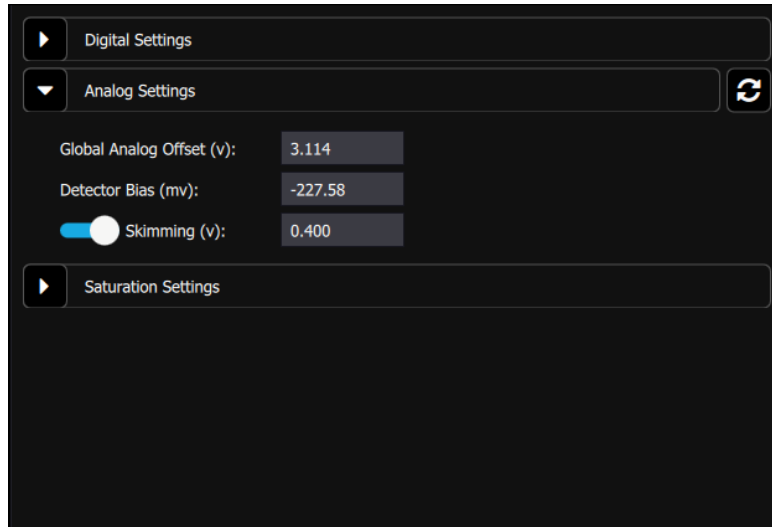 Digital Settings
Analog Settings
Global Analog Offset (v): 3.114
Detector Bias (mv): -227.58
Skimming (v): 0.400
Saturation Settings